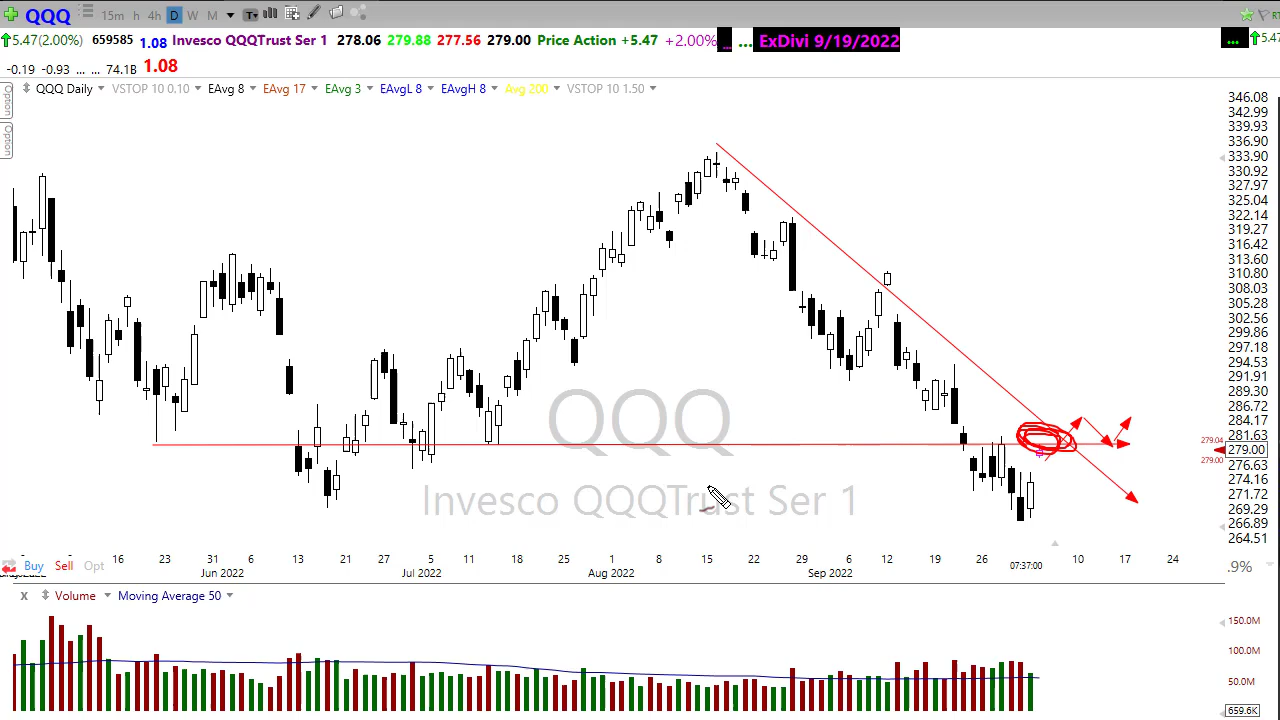 QQQ 15m h 4h D W M T
5.47(2.00%) 659585 1.08 Invesco QQQTrust Ser 1 278.06 279.88 277.56 279.00 Price Action +5.47 +2.00% ... ... ExDivi 9/19/2022 ... 5.47
-0.19 -0.93 ... ... 74.1B 1.08
QQQ Daily VSTOP 10 0.10 EAvg 8 EAvg 17 EAvg 3 EAvgL 8 EAvgH 8 Avg 200 VSTOP 10 1.50
Option
Option
346.08
342.99
339.93
336.90
333.90
330.92
327.97
325.04
322.14
319.27
316.42
313.60
310.80
308.03
305.28
302.56
299.86
297.18
294.53
291.91
289.30
286.72
284.17
281.63
279.04
279.00
279.00
276.63
274.16
271.72
269.29
266.89
264.51
QQQ
Invesco QQQTrust Ser 1
16 23 31 6 13 21 27 5 11 18 25 1 8 15 22 29 6 12 19 26 10 17 24
Buy Sell Opt
Jun 2022 Jul 2022 Aug 2022 Sep 2022 07:37:00 .9%
x Volume Moving Average 50
150.0M
100.0M
50.0M
659.6K